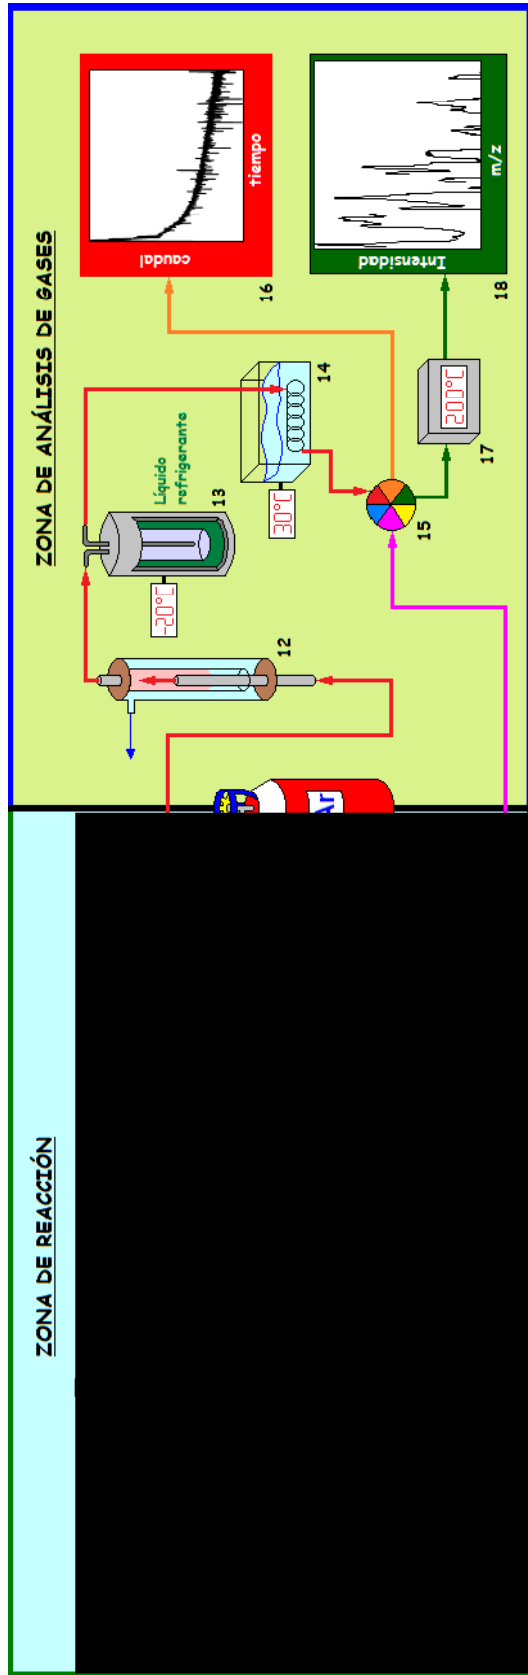 ZONA DE REACCIÓN
ZONA DE ANÁLISIS DE GASES
12
-20°C
Líquido
refrigerante
13
30°C
14
15
caudal
tiempo
16
200°C
17
Intensidad
m/z
18
Ar